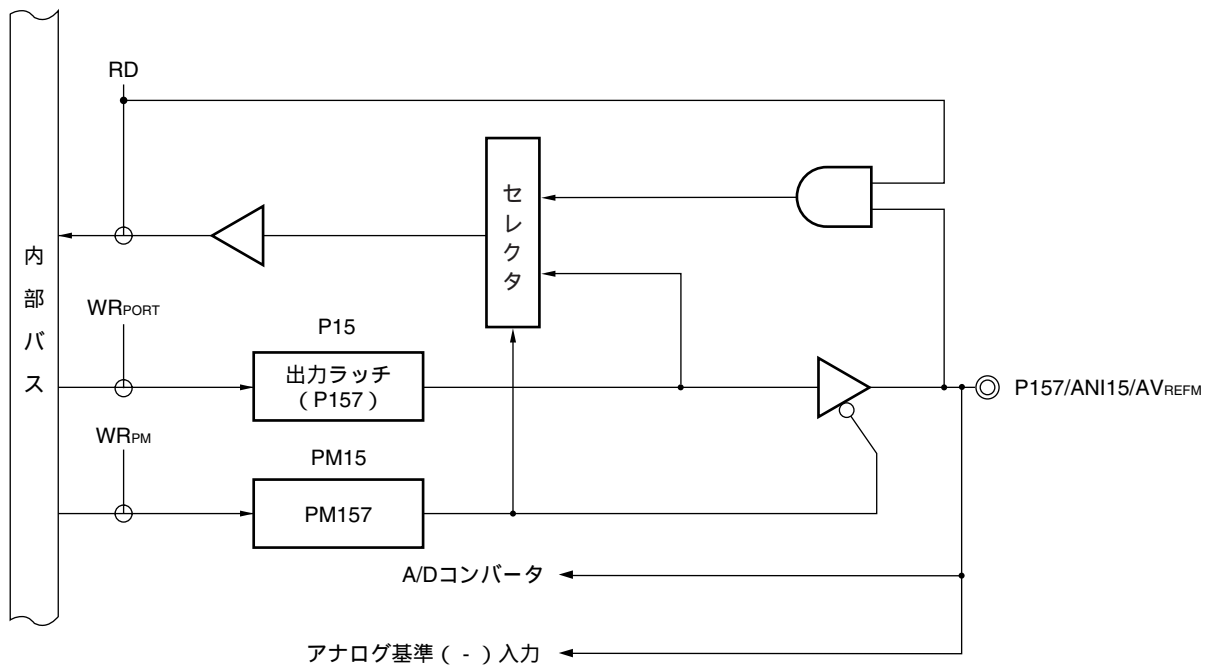 RD
セレクタ
内部バス
WRPORT
P15
出力ラッチ
(P157)
P157/ANI15/AVREFM
WRPM
PM15
PM157
A/Dコンバータ
アナログ基準(-)入力